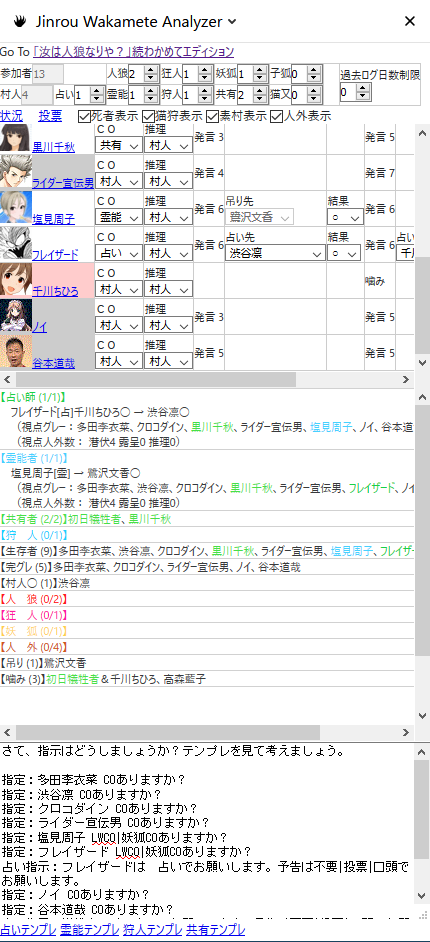 Jinrou Wakamete Analyzer
Go To 「汝は人狼なりや？」続わかめてエディション
参加者 13 人狼 2 狂人 1 妖狐 1 子狐 0 過去ログ日数制限
村人 4 占い 1 霊能 1 狩人 1 共有 2 猫又 0 0
状況 投票 死者表示 猫狩表示 素村表示 人外表示
黒川千秋 ＣＯ 共有 推理 村人 発言 3 発言 5
ライダー宣伝男 ＣＯ 村人 推理 村人 発言 4 発言 7
塩見周子 ＣＯ 霊能 推理 村人 発言 6 吊り先 鷺沢文香 結果 ○ 発言 6
フレイザード ＣＯ 占い 推理 村人 発言 6 占い先 渋谷凛 結果 ○ 発言 6 占い
千川ちひろ ＣＯ 村人 推理 村人 噛み
ノイ ＣＯ 村人 推理 村人 発言 3 発言 5
谷本道哉 ＣＯ 村人 推理 村人 発言 5 発言 5
【占い師 (1/1)】
フレイザード[占]千川ちひろ○ → 渋谷凛○
（視点グレー：多田李衣菜、クロコダイン、黒川千秋、ライダー宣伝男、塩見周子、ノイ、谷本道
（視点人外数： 潜伏4 露呈0 推理0）
【霊能者 (1/1)】
塩見周子[霊] → 鷺沢文香○
（視点グレー：多田李衣菜、渋谷凛、クロコダイン、黒川千秋、ライダー宣伝男、フレイザード、ノイ
（視点人外数： 潜伏4 露呈0 推理0）
【共有者 (2/2)】初日犠牲者、黒川千秋
【狩　人 (0/1)】
【生存者 (9)】多田李衣菜、渋谷凛、クロコダイン、黒川千秋、ライダー宣伝男、塩見周子、フレイザー
【完グレ (5)】多田李衣菜、クロコダイン、ライダー宣伝男、ノイ、谷本道哉
【村人○ (1)】渋谷凛
【人　狼 (0/2)】
【狂　人 (0/1)】
【妖　狐 (0/1)】
【人　外 (0/4)】
【吊り (1)】鷺沢文香
【噛み (3)】初日犠牲者＆千川ちひろ、高森藍子
さて、指示はどうしましょうか？テンプレを見て考えましょう。
指定：多田李衣菜 COありますか？
指定：渋谷凛 COありますか？
指定：クロコダイン COありますか？
指定：ライダー宣伝男 COありますか？
指定：塩見周子 LWCO|妖狐COありますか？
指定：フレイザード LWCO|妖狐COありますか？
占い指示：フレイザードは　占いでお願いします。予告は不要|投票|口頭で
お願いします。
指定：ノイ COありますか？
指定：谷本道哉 COありますか？
占いテンプレ 霊能テンプレ 狩人テンプレ 共有テンプレ